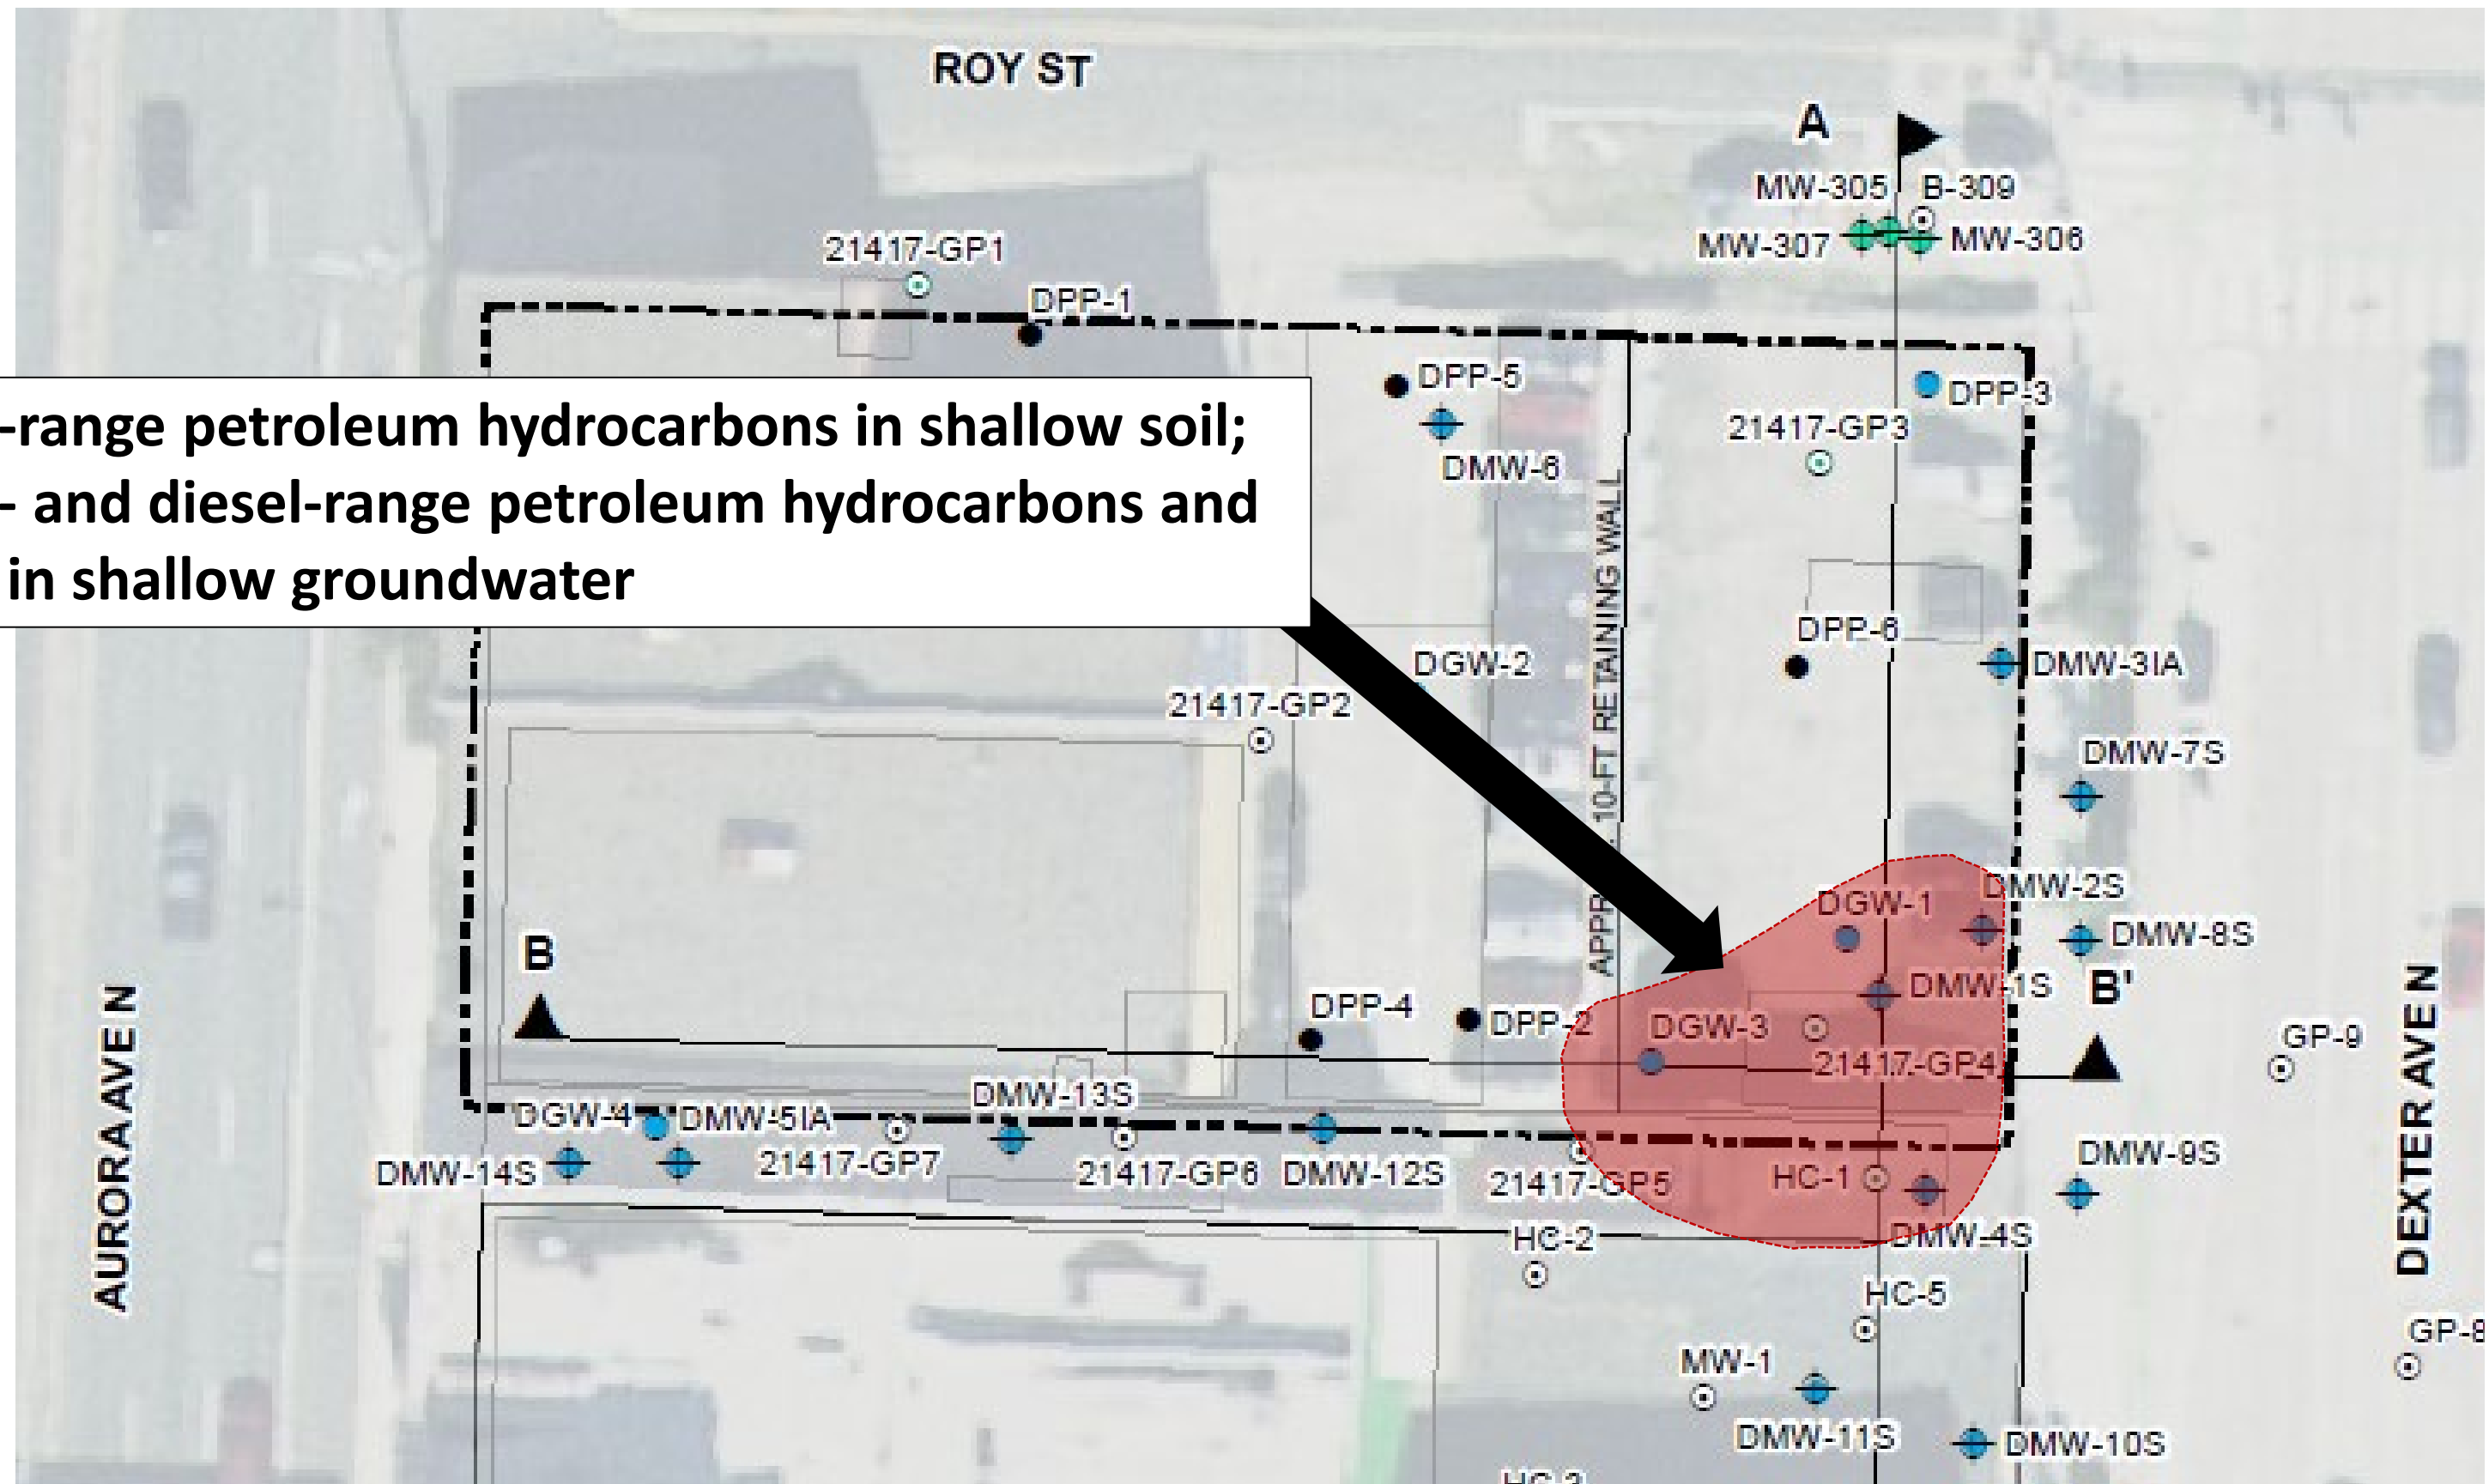 ROY ST
A
MW-305
B-309
MW-307
MW-306
21417-GP1
DPP-1
DPP-5
DPP-3
-range petroleum hydrocarbons in shallow soil;
- and diesel-range petroleum hydrocarbons and
in shallow groundwater
21417-GP3
DMW-6
DPP-6
DGW-2
DMW-3IA
21417-GP2
10-FT RETAINING WALL
DMW-7S
DMW-2S
DGW-1
DMW-8S
B
APPR
DMW-1S
B'
DPP-4
DPP-2
DGW-3
GP-9
21417-GP4
AURORA AVE N
DEXTER AVE N
DMW-13S
DGW-4
DMW-5IA
21417-GP7
DMW-14S
21417-GP6
DMW-12S
21417-GP5
HC-1
DMW-9S
HC-2
DMW-4S
HC-5
GP-8
MW-1
DMW-11S
DMW-10S